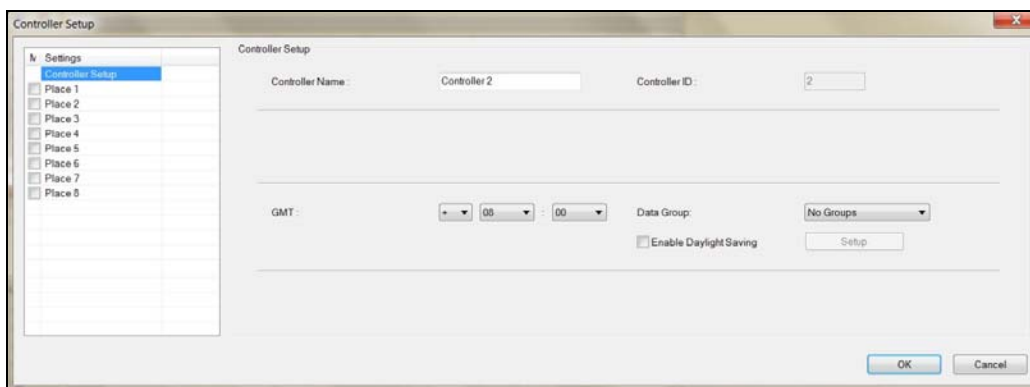 Controller Setup
Settings
Controller Setup
Place 1
Place 2
Place 3
Place 4
Place 5
Place 6
Place 7
Place 8
Controller Setup
Controller Name : Controller 2 Controller ID : 2
GMT : + 08 : 00 Data Group: No Groups
Enable Daylight Saving Setup
OK Cancel